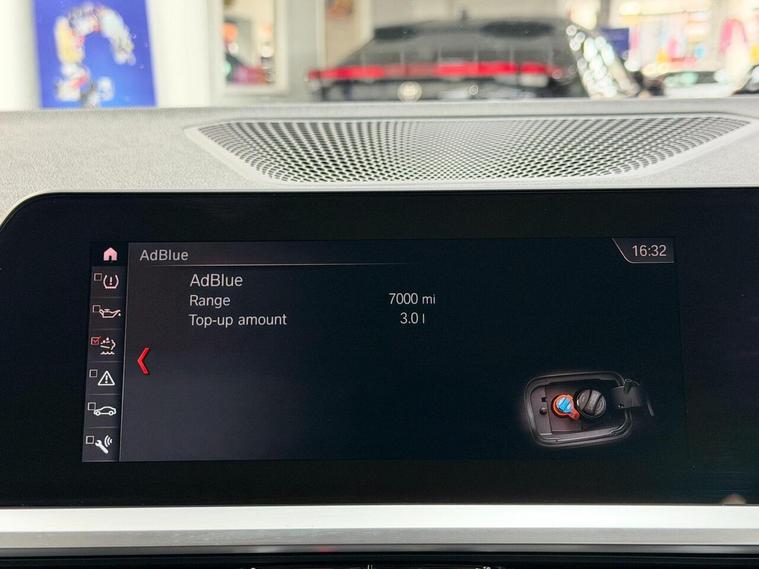 AdBlue
16:32
AdBlue
Range 7000 mi
Top-up amount 3.0 l